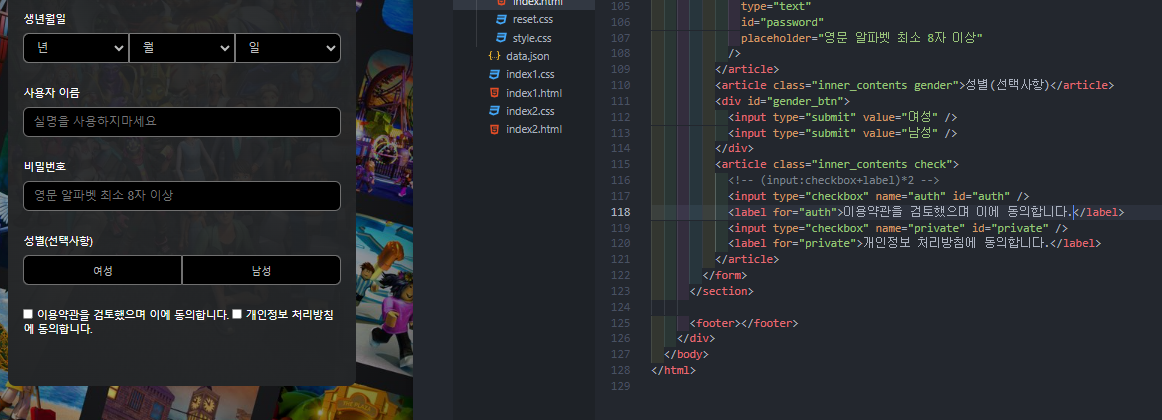 생년월일
년 월 일
사용자 이름
실명을 사용하지마세요
비밀번호
영문 알파벳 최소 8자 이상
성별(선택사항)
여성 남성
이용약관을 검토했으며 이에 동의합니다. 개인정보 처리방침
에 동의합니다.
index.html
reset.css
style.css
{..} data.json
index1.css
index1.html
index2.css
index2.html
105 type="text"
106 id="password"
107 placeholder="영문 알파벳 최소 8자 이상"
108 />
109 </article>
110 <article class="inner_contents gender">성별(선택사항)</article>
111 <div id="gender_btn">
112 <input type="submit" value="여성" />
113 <input type="submit" value="남성" />
114 </div>
115 <article class="inner_contents check">
116 <!-- (input:checkbox+label)*2 -->
117 <input type="checkbox" name="auth" id="auth" />
118 <label for="auth">이용약관을 검토했으며 이에 동의합니다.</label>
119 <input type="checkbox" name="private" id="private" />
120 <label for="private">개인정보 처리방침에 동의합니다.</label>
121 </article>
122 </form>
123 </section>
124
125 <footer></footer>
126 </div>
127 </body>
128 </html>
129